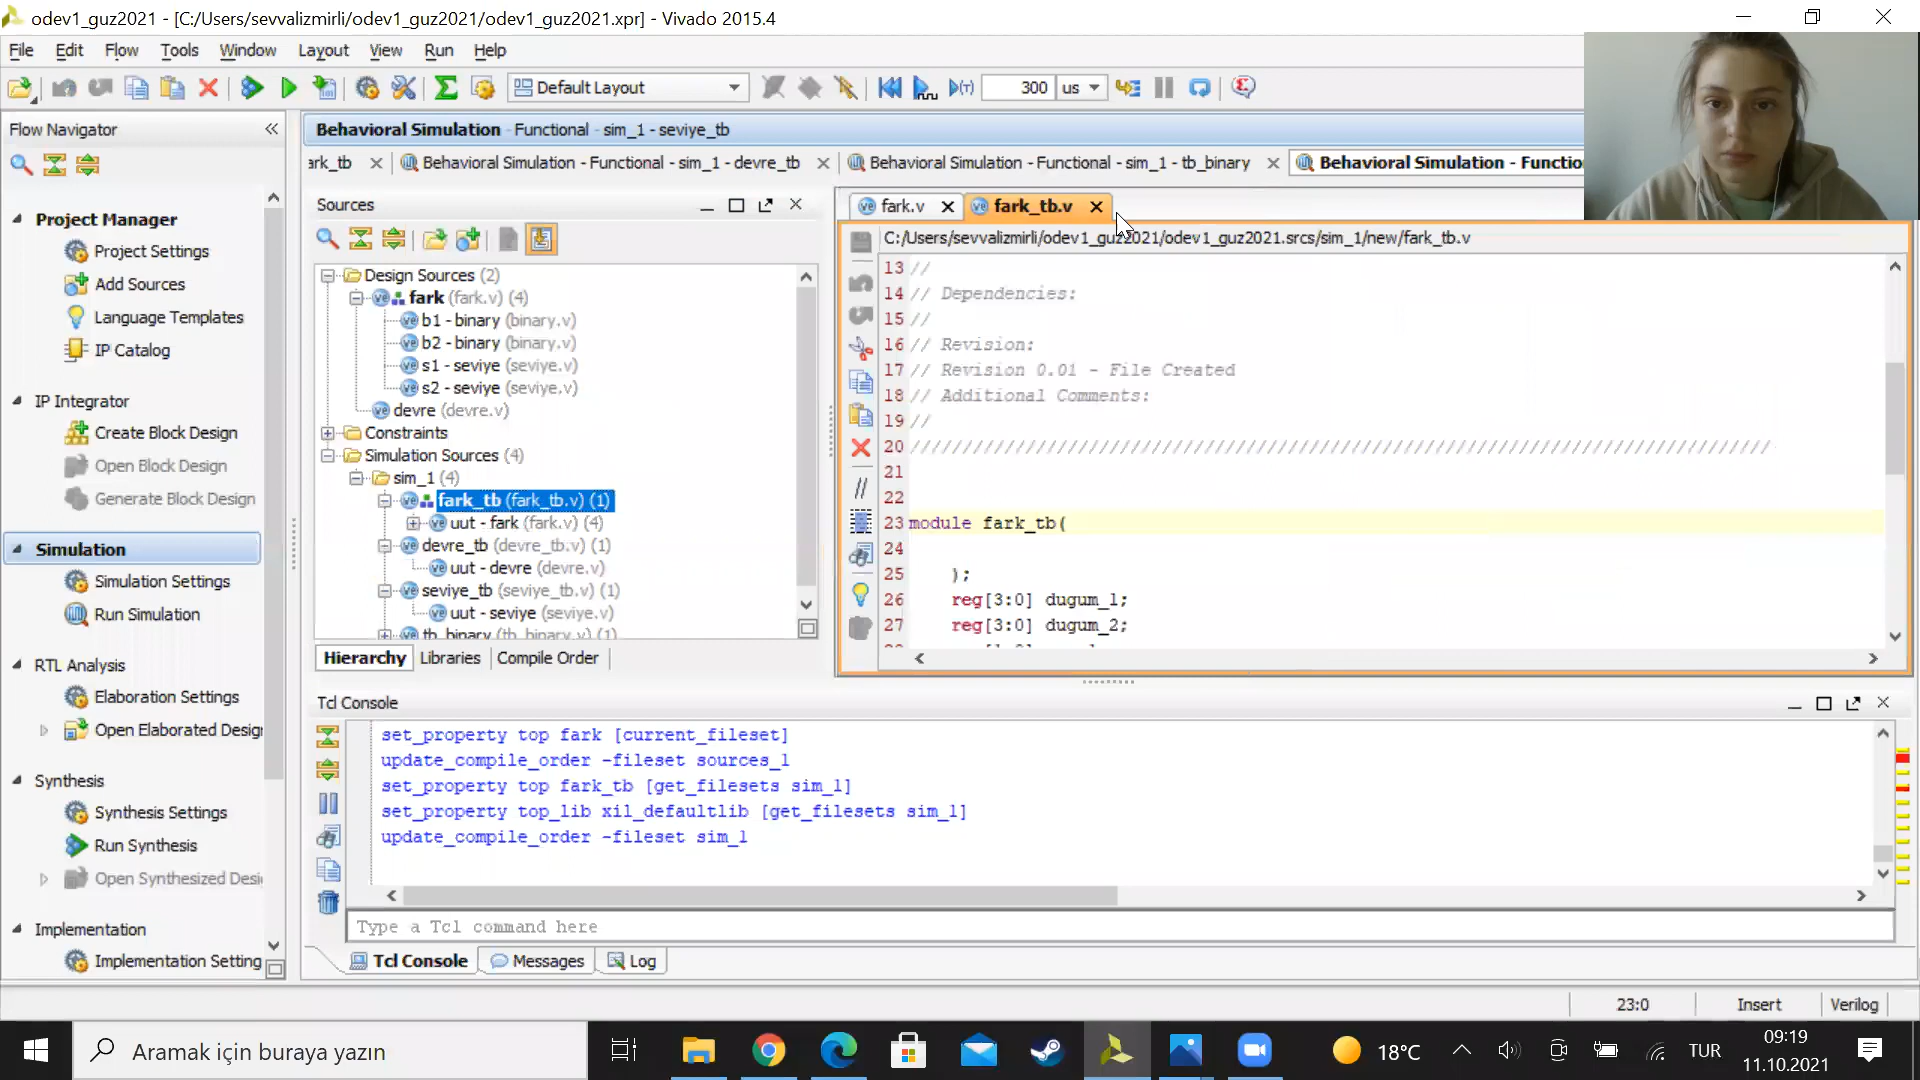 odev1_guz2021 - [C:/Users/sevvalizmirli/odev1_guz2021/odev1_guz2021.xpr] - Vivado 2015.4
File Edit Flow Tools Window Layout View Run Help
Default Layout
300 us
Flow Navigator
Behavioral Simulation - Functional - sim_1 - seviye_tb
ark_tb
Behavioral Simulation - Functional - sim_1 - devre_tb
Behavioral Simulation - Functional - sim_1 - tb_binary
Behavioral Simulation - Functio
Project Manager
Project Settings
Add Sources
Language Templates
IP Catalog
IP Integrator
Create Block Design
Open Block Design
Generate Block Design
Simulation
Simulation Settings
Run Simulation
RTL Analysis
Elaboration Settings
Open Elaborated Desig
Synthesis
Synthesis Settings
Run Synthesis
Open Synthesized Desi
Implementation
Implementation Setting
Sources
Design Sources (2)
fark (fark.v) (4)
b1 - binary (binary.v)
b2 - binary (binary.v)
s1 - seviye (seviye.v)
s2 - seviye (seviye.v)
devre (devre.v)
Constraints
Simulation Sources (4)
sim_1 (4)
fark_tb (fark_tb.v) (1)
uut - fark (fark.v) (4)
devre_tb (devre_tb.v) (1)
uut - devre (devre.v)
seviye_tb (seviye_tb.v) (1)
uut - seviye (seviye.v)
tb_binary (tb_binary.v) (1)
Hierarchy Libraries Compile Order
fark.v fark_tb.v
C:/Users/sevvalizmirli/odev1_guz2021/odev1_guz2021.srcs/sim_1/new/fark_tb.v
13 //
14 // Dependencies:
15 //
16 // Revision:
17 // Revision 0.01 - File Created
18 // Additional Comments:
19 //
20 //////////////////////////////////////////////////////////////////////////////////
21
22
23 module fark_tb(
24
25 );
26 reg[3:0] dugum_1;
27 reg[3:0] dugum_2;
Tcl Console
set_property top fark [current_fileset]
update_compile_order -fileset sources_1
set_property top fark_tb [get_filesets sim_1]
set_property top_lib xil_defaultlib [get_filesets sim_1]
update_compile_order -fileset sim_1
Type a Tcl command here
Tcl Console Messages Log
23:0 Insert Verilog
Aramak için buraya yazın
18°C
TUR
09:19
11.10.2021